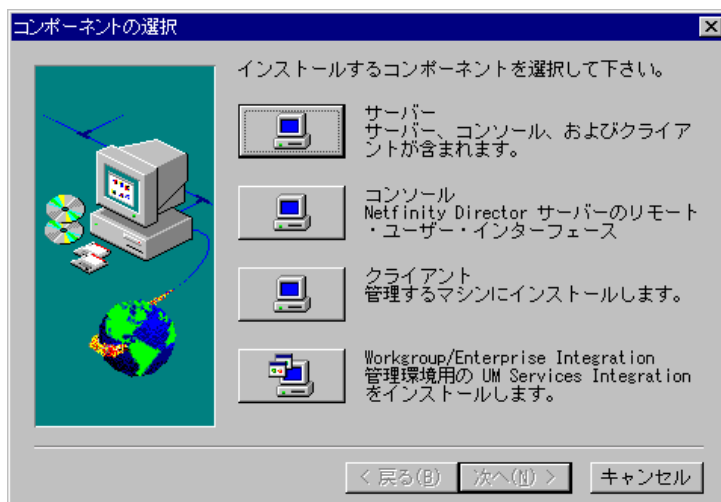 コンポーネントの選択
インストールするコンポーネントを選択して下さい。
サーバー
サーバー、コンソール、およびクライア
ントが含まれます。
コンソール
Netfinity Director サーバーのリモート
・ユーザー・インターフェース
クライアント
管理するマシンにインストールします。
Workgroup/Enterprise Integration
管理環境用の UM Services Integration
をインストールします。
< 戻る(B) 次へ(N) > キャンセル